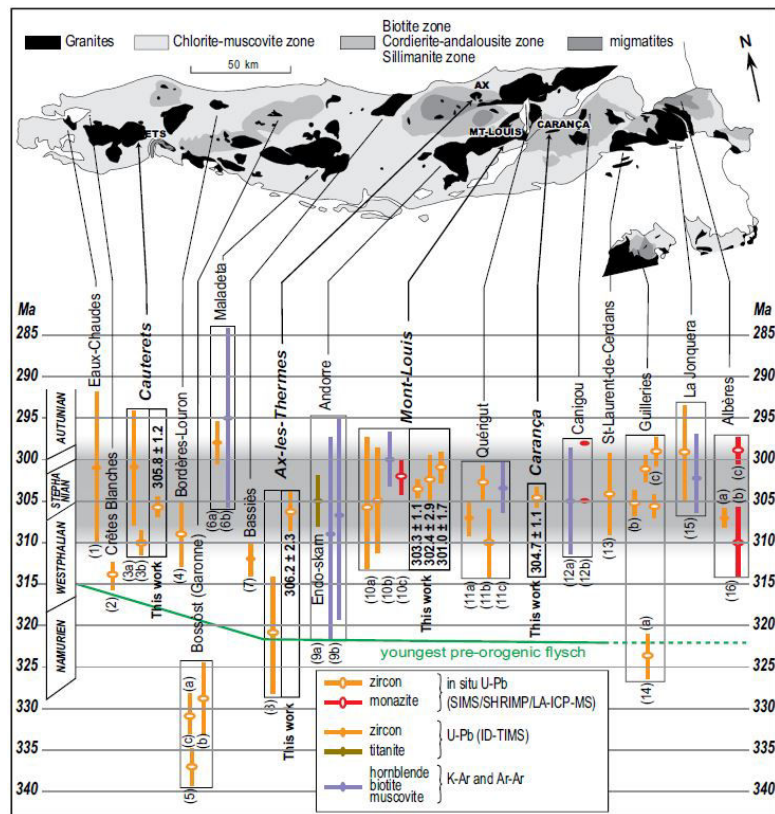 Granites
Chlorite-muscovite zone
Biotite zone
Cordierite-andalousite zone
Sillimanite zone
migmatites
50 km
N
ETS
AX
MT-LOUIS
CARANÇA
Ma
Ma
285
290
295
300
305
310
315
320
325
330
335
340
285
290
295
300
305
310
315
320
325
330
335
340
AUTUNIAN
STEPHA
NIAN
WESTPHALIAN
NAMURIEN
Eaux-Chaudes
(1)
Crêtes Blanches
(2)
Cauterets
305.8 ± 1.2
(3a)
(3b)
This work
Bordères-Louron
(4)
Bossost (Garonne)
(a)
(c)
(b)
(5)
Maladeta
(6a)
(6b)
Bassiès
(7)
Ax-les-Thermes
306.2 ± 2.3
(8)
This work
Andorre
Endo-skarn
(9a)
(9b)
Mont-Louis
(10a)
(10b)
(10c)
303.3 ± 1.1
302.4 ± 2.9
301.0 ± 1.7
This work
Quérigut
(11a)
(11b)
(11c)
Carança
304.7 ± 1.1
This work
Canigou
(12a)
(12b)
St-Laurent-de-Cerdans
(13)
Guilleries
(b)
(c)
(a)
(14)
La Jonquera
(15)
Albères
(a)
(b)
(c)
(16)
youngest pre-orogenic flysch
zircon
monazite
in situ U-Pb
(SIMS/SHRIMP/LA-ICP-MS)
zircon
titanite
U-Pb (ID-TIMS)
hornblende
biotite
muscovite
K-Ar and Ar-Ar